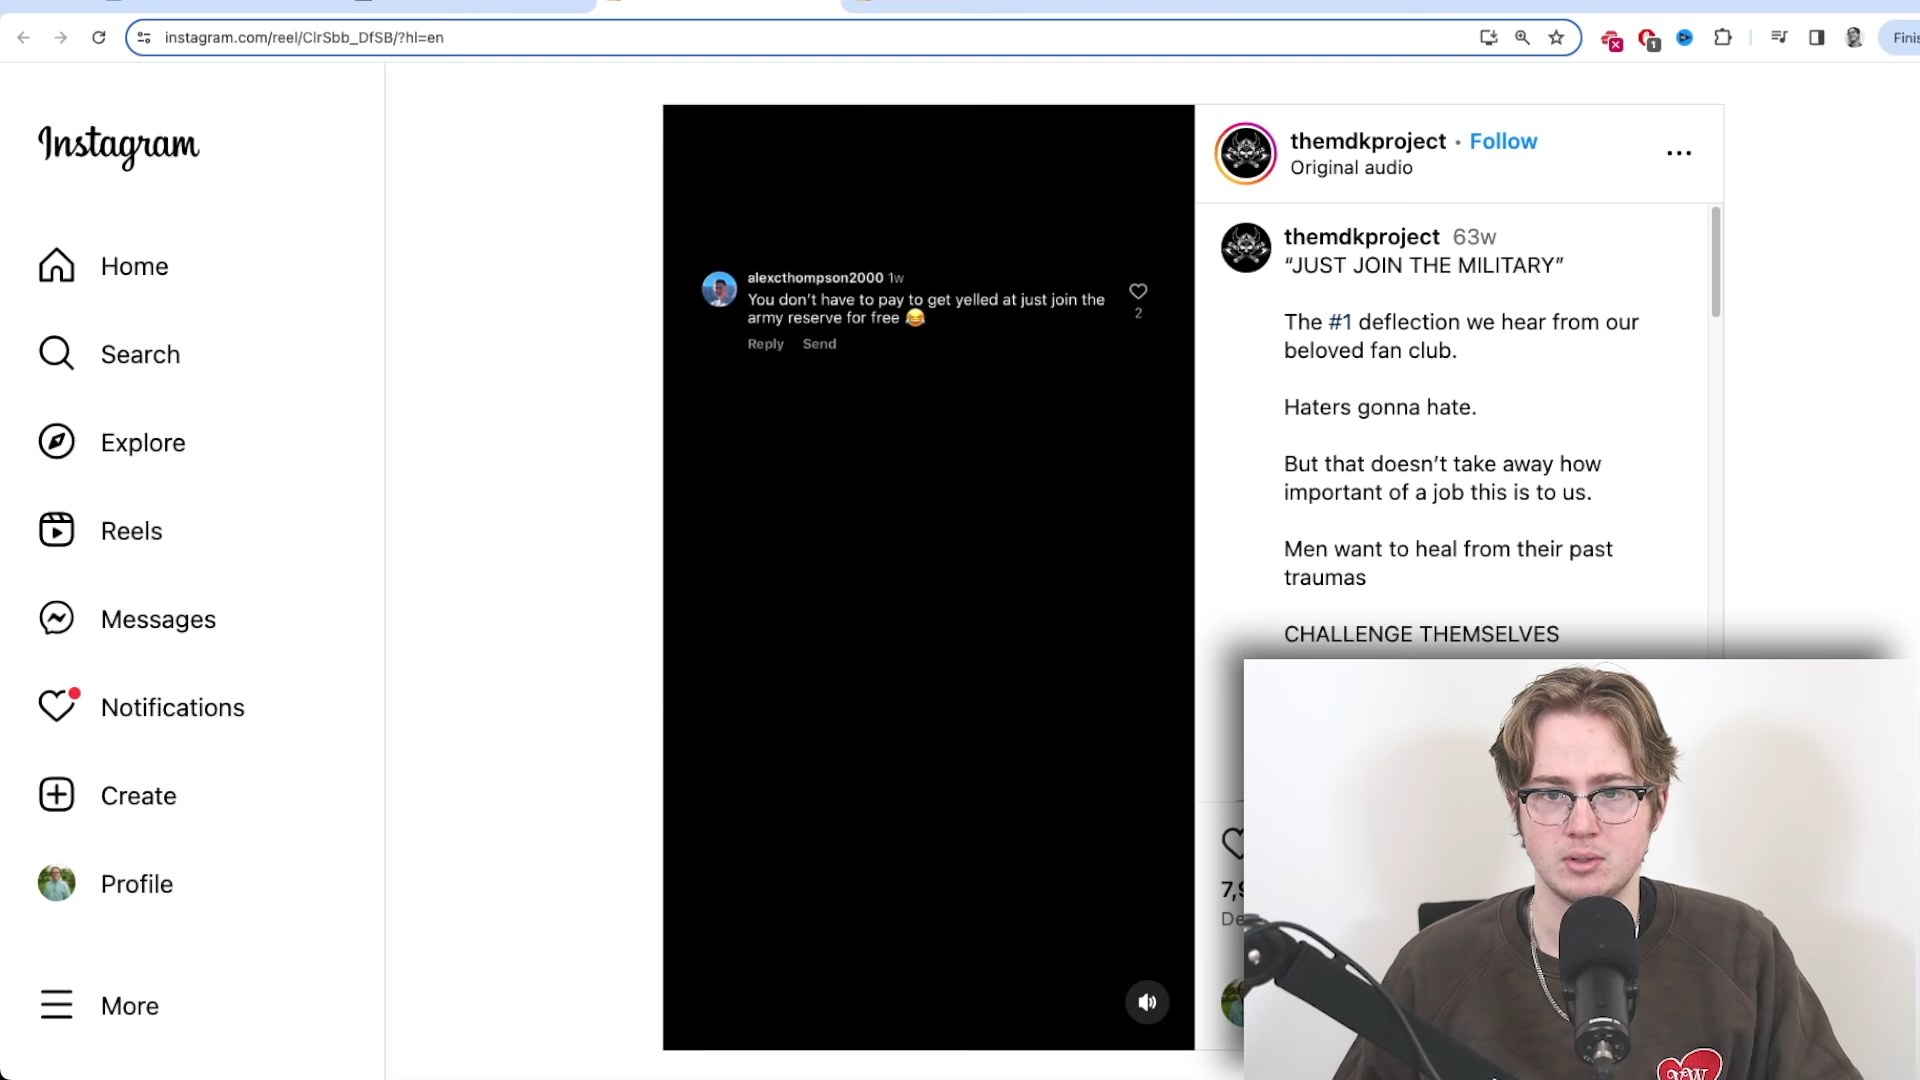 instagram.com/reel/ClrSbb_DfSB/?hl=en
1
Instagram
Home
Search
Explore
Reels
Messages
Notifications
Create
Profile
More
alexcthompson2000 1w
You don't have to pay to get yelled at just join the
army reserve for free 😂
2
Reply Send
themdkproject • Follow
Original audio
themdkproject 63w
“JUST JOIN THE MILITARY”
The #1 deflection we hear from our
beloved fan club.
Haters gonna hate.
But that doesn’t take away how
important of a job this is to us.
Men want to heal from their past
traumas
CHALLENGE THEMSELVES